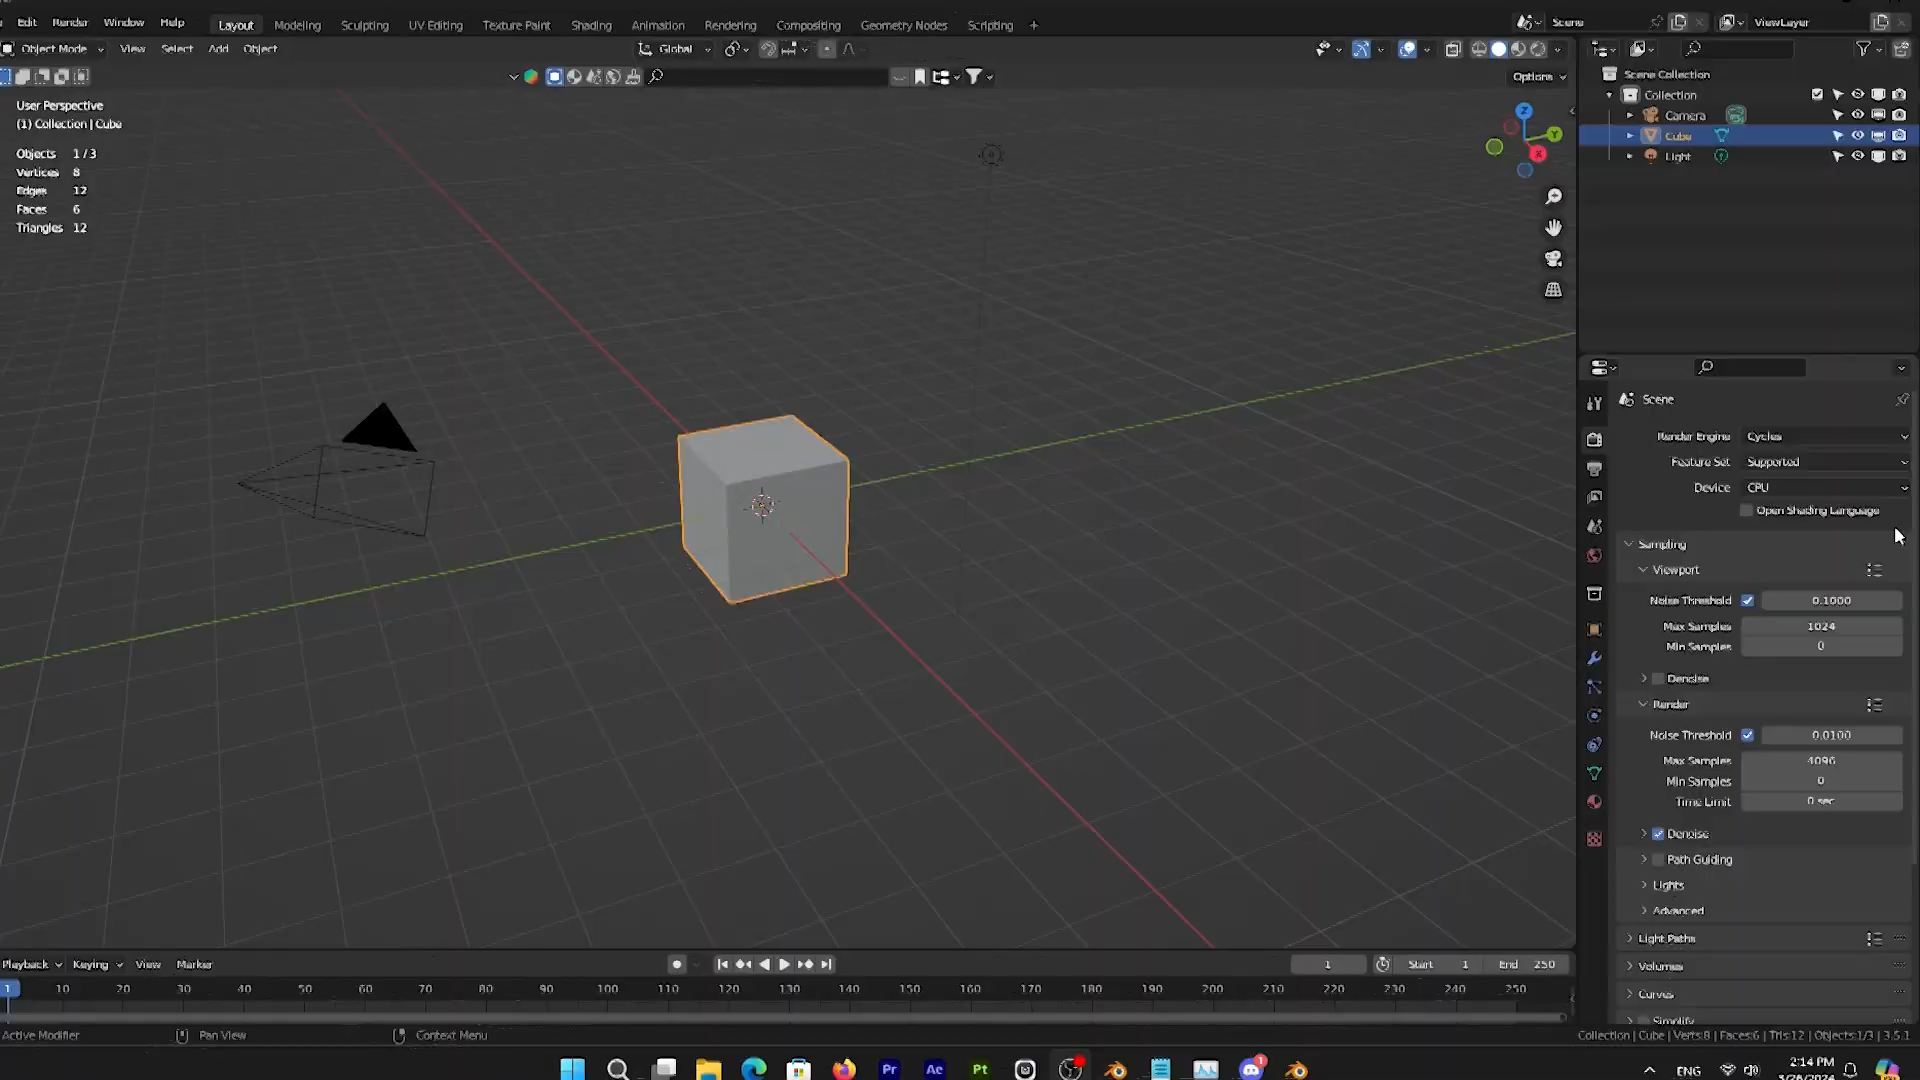 Edit Render Window Help Layout Modeling Sculpting UV Editing Texture Paint Shading Animation Rendering Compositing Geometry Nodes Scripting + Scene ViewLayer
Object Mode View Select Add Object Global
Options
User Perspective
(1) Collection | Cube
Objects 1 / 3
Vertices 8
Edges 12
Faces 6
Triangles 12
Z
Y
X
Scene Collection
Collection
Camera
Cube
Light
Scene
Render Engine Cycles
Feature Set Supported
Device CPU
Open Shading Language
Sampling
Viewport
Noise Threshold 0.1000
Max Samples 1024
Min Samples 0
Denoise
Render
Noise Threshold 0.0100
Max Samples 4096
Min Samples 0
Time Limit 0 sec
Denoise
Path Guiding
Lights
Advanced
Light Paths
Volumes
Curves
Simplify
Playback Keying View Marker 1 Start 1 End 250
1 10 20 30 40 50 60 70 80 90 100 110 120 130 140 150 160 170 180 190 200 210 220 230 240 250
Active Modifier Pan View Context Menu Collection | Cube | Verts:8 | Faces:6 | Tris:12 | Objects:1/3 | 3.5.1
Pr Ae Pt 1 ENG 2:14 PM